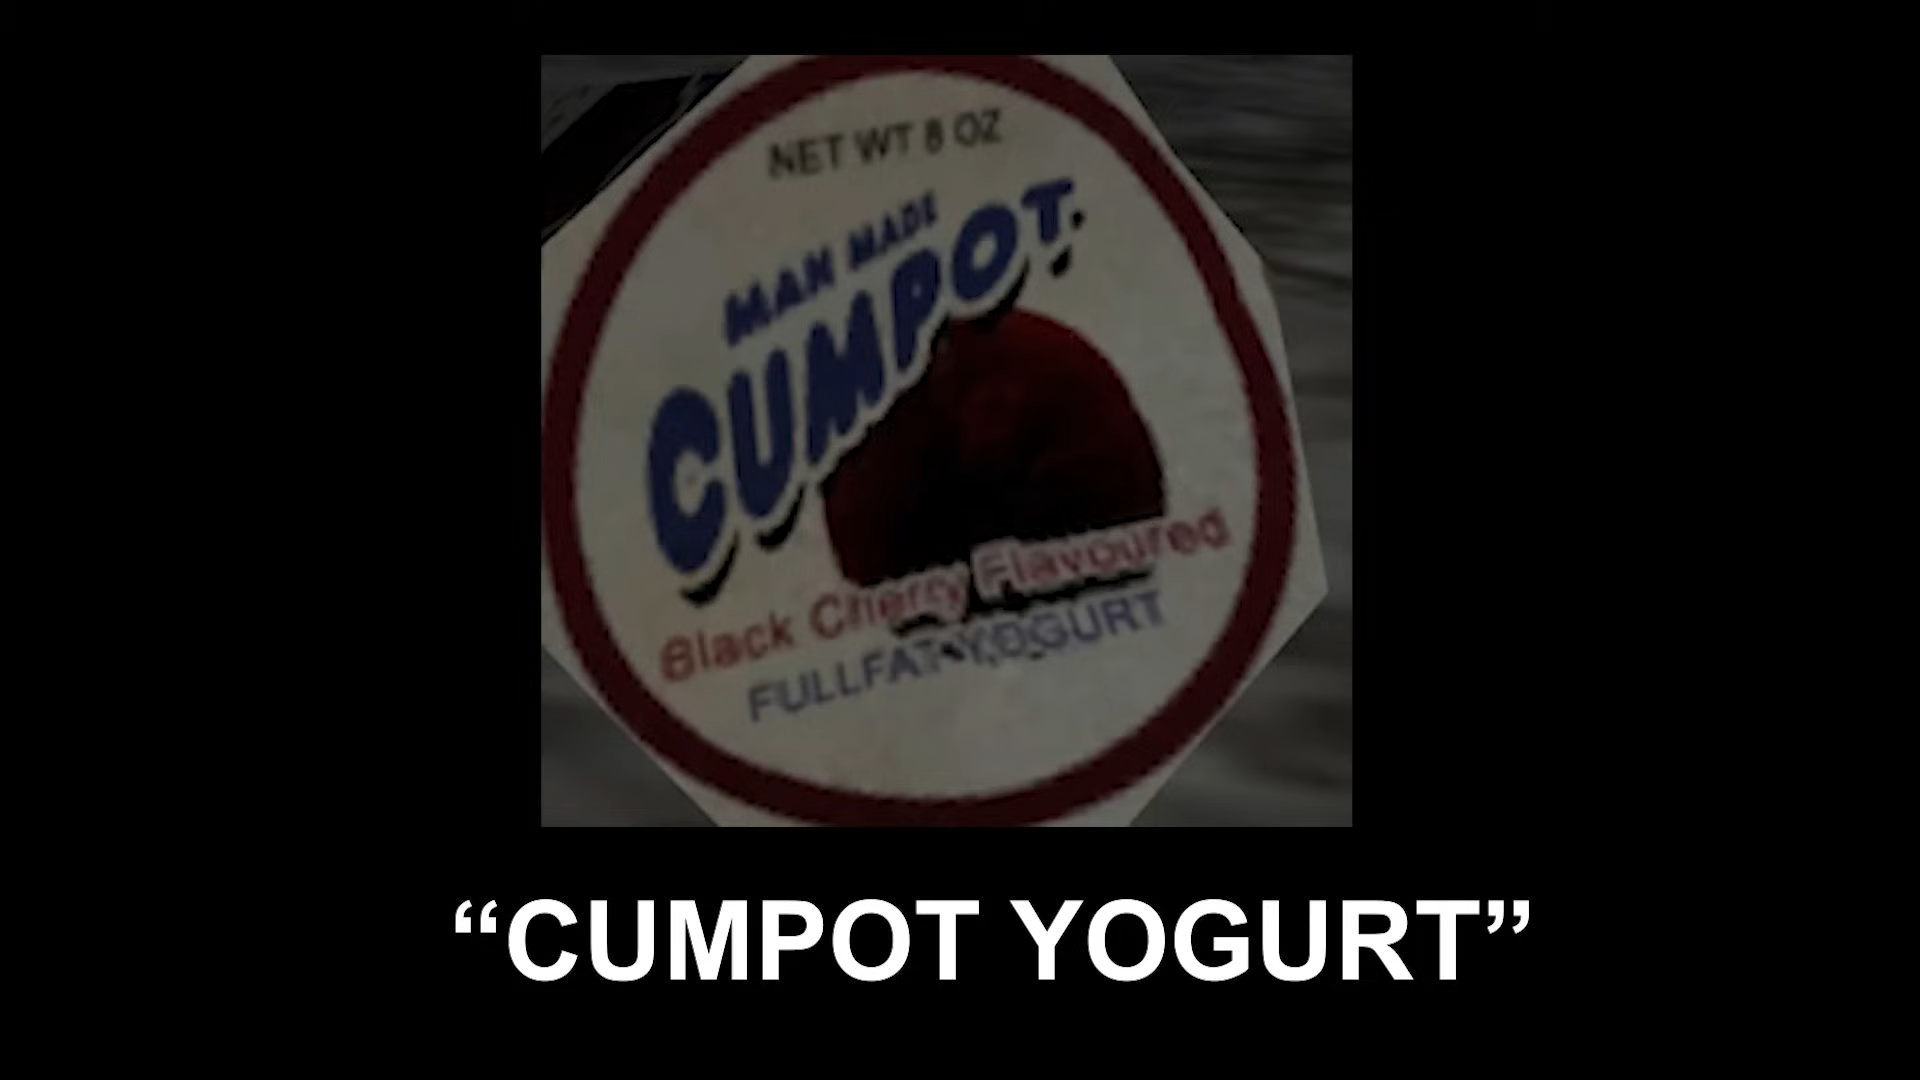 NET WT 8 OZ
MAN MADE
CUMPOT.
Black Cherry Flavoured
FULLFAT YOGURT
“CUMPOT YOGURT”